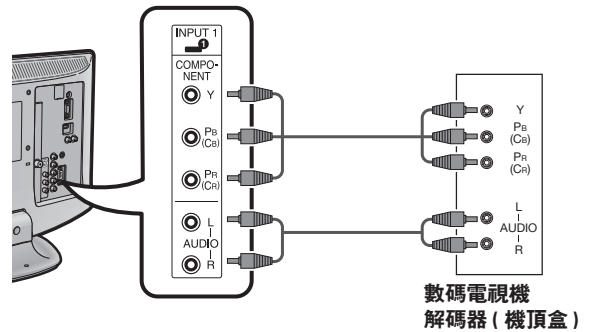 INPUT 1
1
COMPO-
NENT
Y
PB
(CB)
PR
(CR)
L
AUDIO
R
Y
PB
(CB)
PR
(CR)
L
AUDIO
R
數碼電視機
解碼器 ( 機頂盒 )